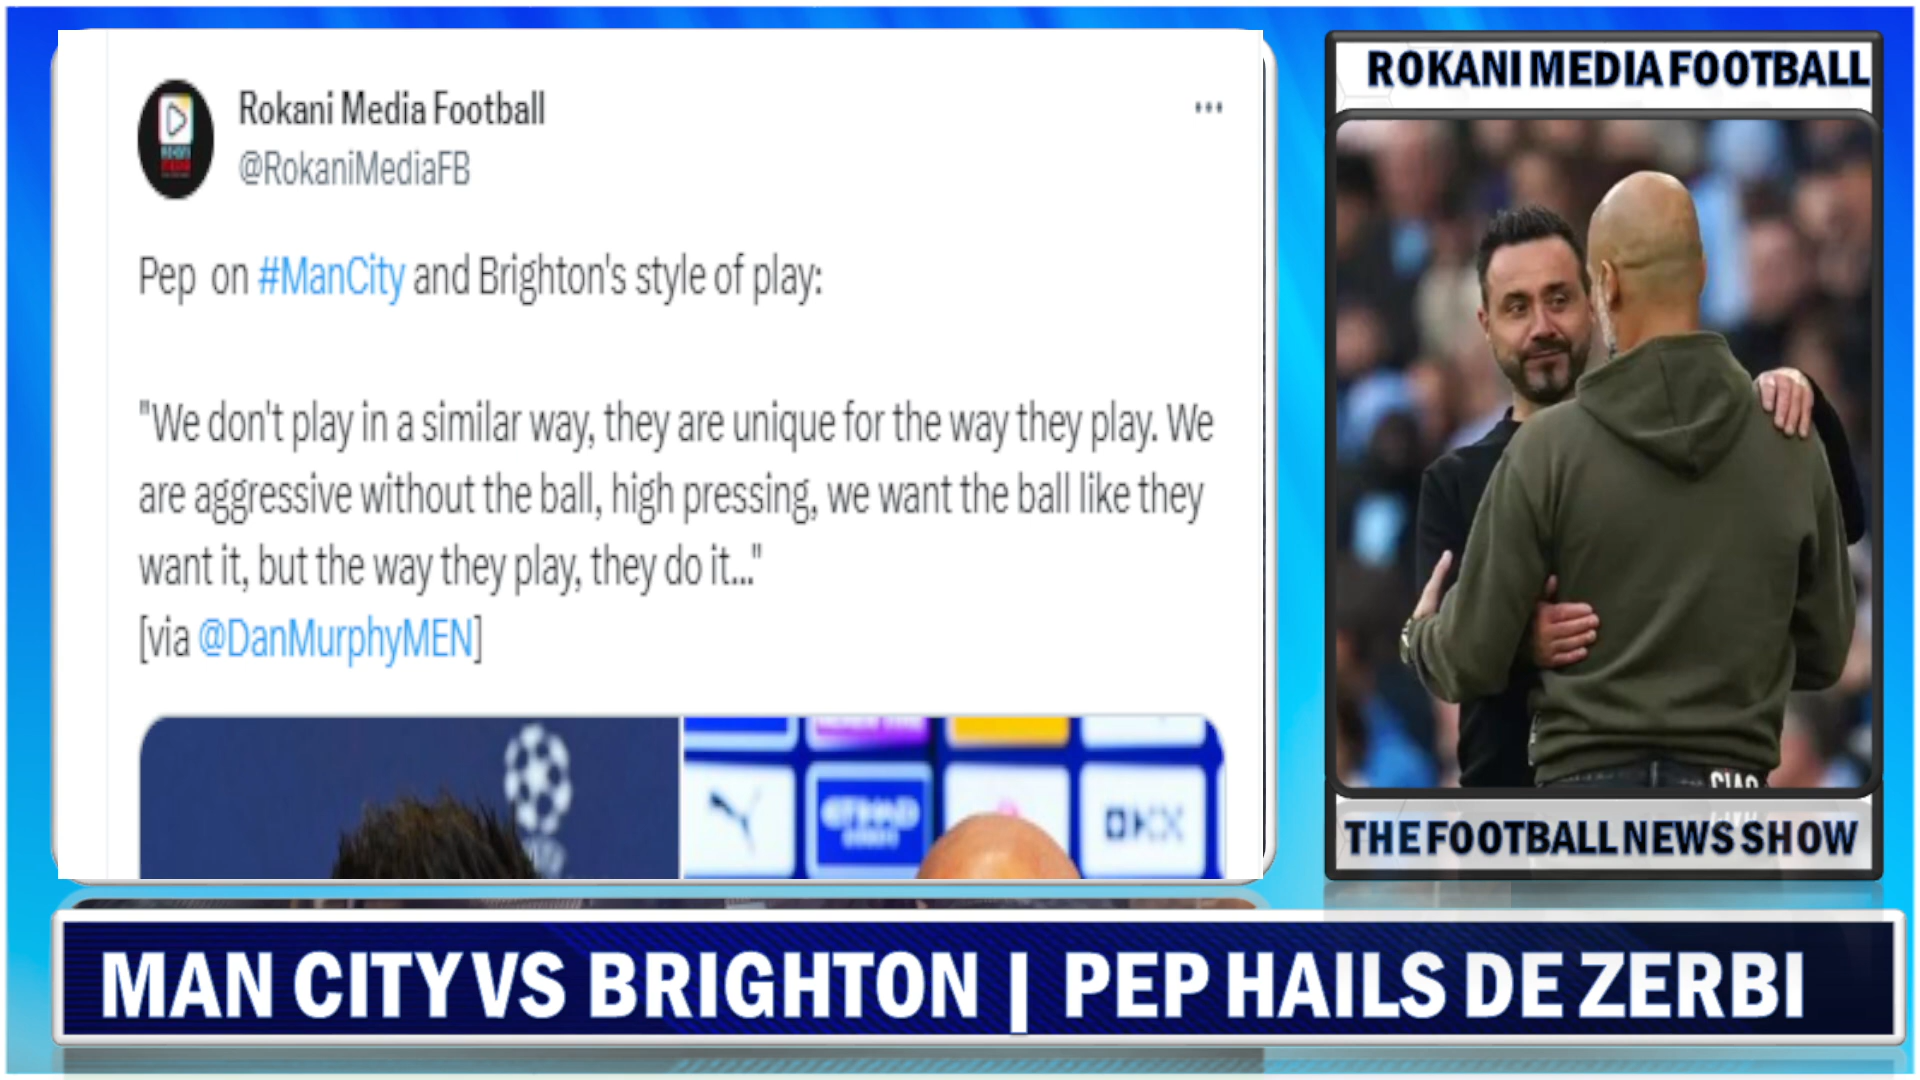 Rokani Media Football
@RokaniMediaFB
Pep on #ManCity and Brighton's style of play:
"We don't play in a similar way, they are unique for the way they play. We
are aggressive without the ball, high pressing, we want the ball like they
want it, but the way they play, they do it..."
[via @DanMurphyMEN]
ETIHAD
OKX
ROKANI MEDIA FOOTBALL
CIAO
THE FOOTBALL NEWS SHOW
MAN CITY VS BRIGHTON | PEP HAILS DE ZERBI